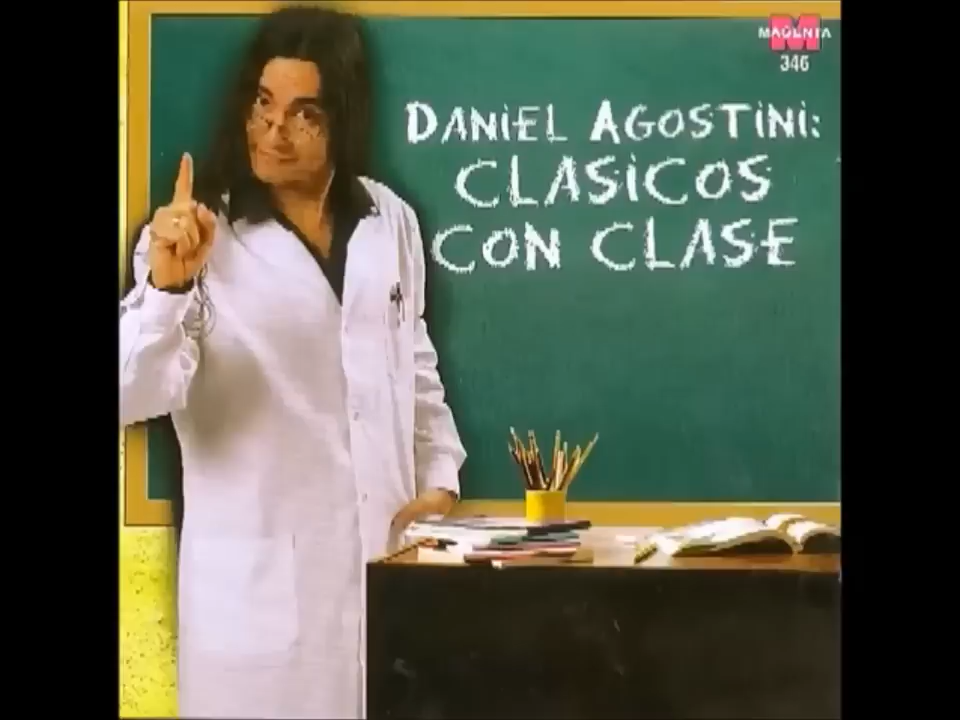 MAGENTA
346
DANiEL AGOSTiNi:
CLASiCOS
CON CLASE